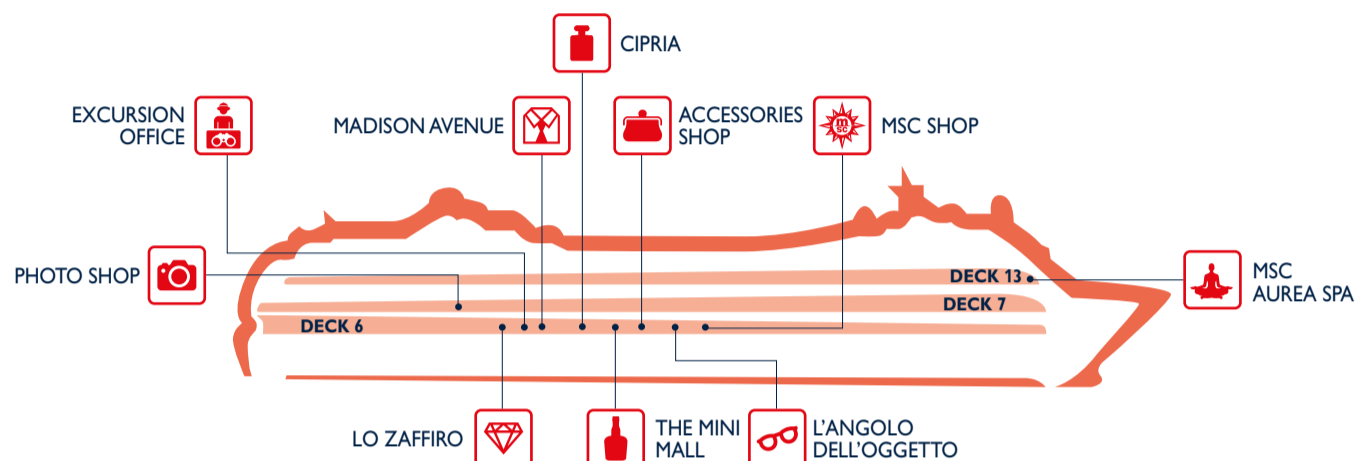 CIPRIA
EXCURSION
OFFICE
MADISON AVENUE
ACCESSORIES
SHOP
m
msc
MSC SHOP
PHOTO SHOP
DECK 13
MSC
AUREA SPA
DECK 7
DECK 6
LO ZAFFIRO
THE MINI
MALL
L'ANGOLO
DELL'OGGETTO